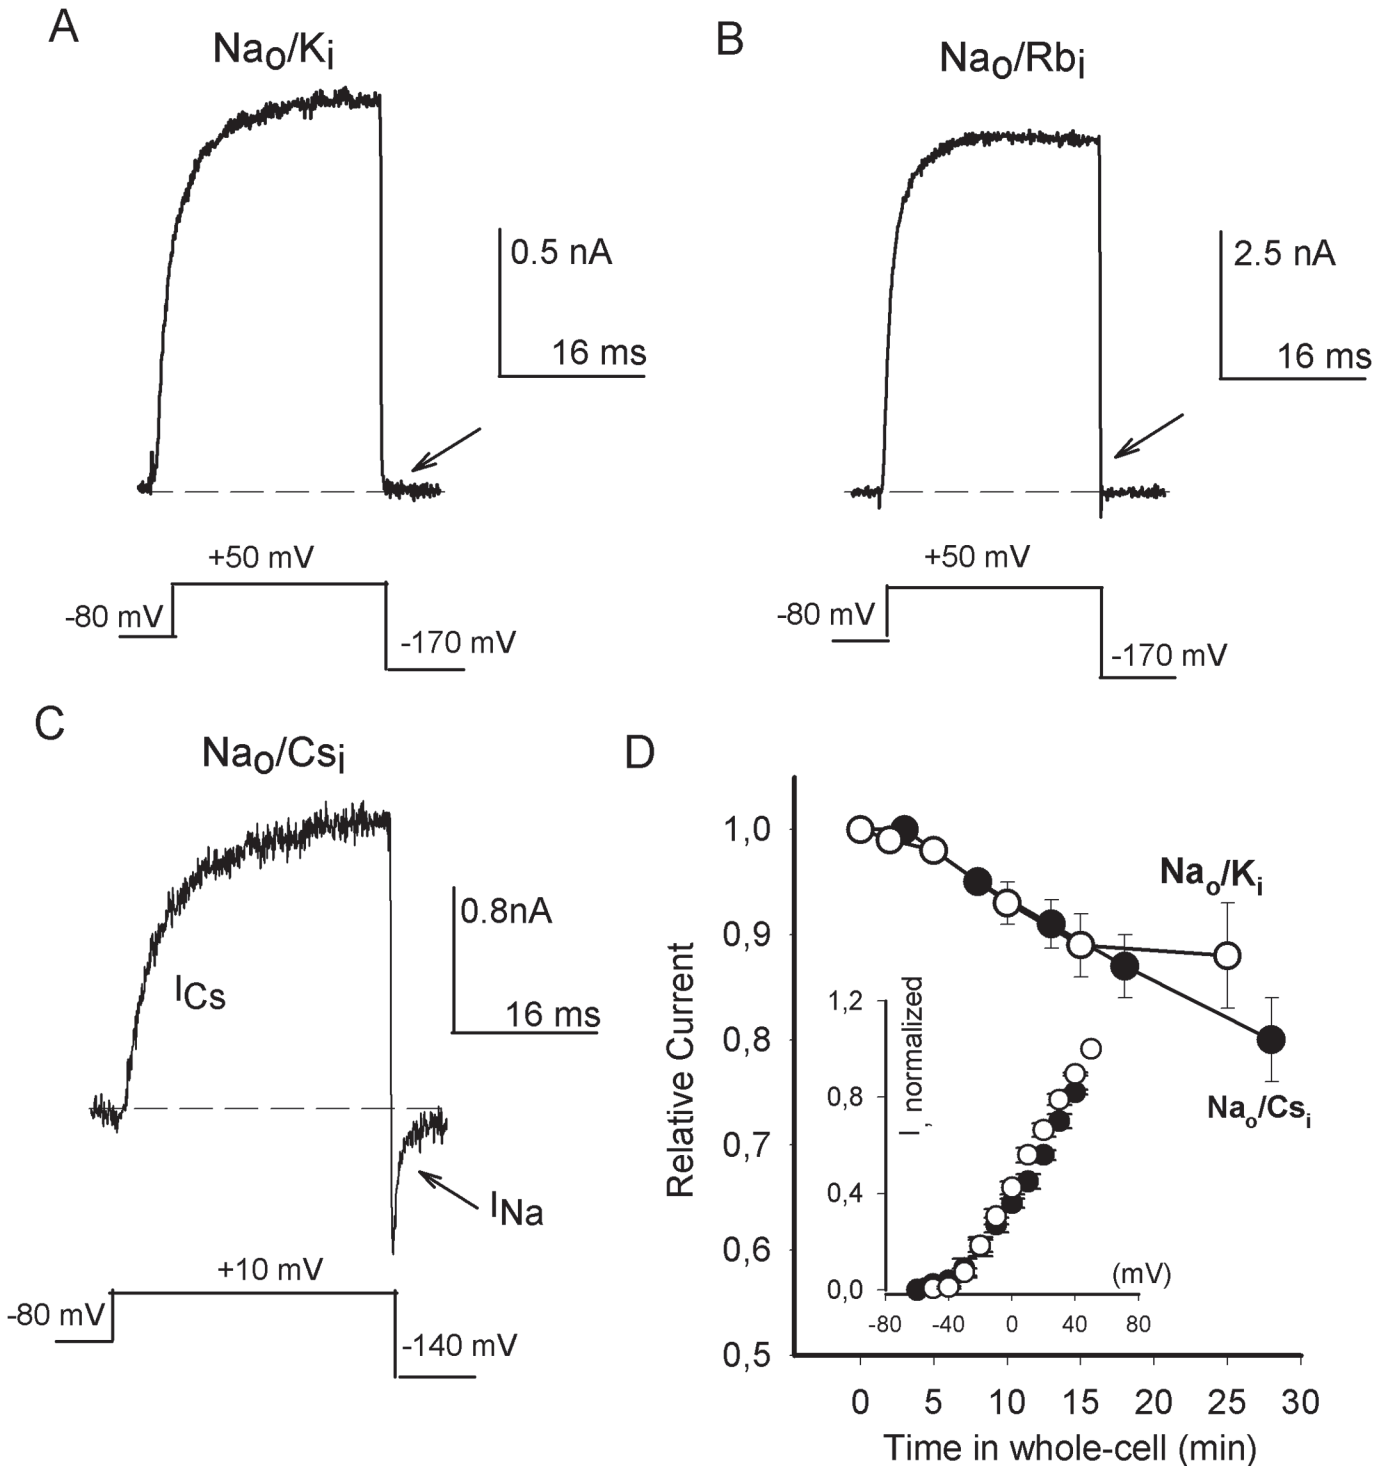 A
Nao/Ki
0.5 nA
16 ms
+50 mV
-80 mV
-170 mV
B
Nao/Rbi
2.5 nA
16 ms
+50 mV
-80 mV
-170 mV
C
Nao/Csi
ICs
0.8nA
16 ms
INa
+10 mV
-80 mV
-140 mV
D
Relative Current
1,0
0,9
0,8
0,7
0,6
0,5
0 5 10 15 20 25 30
Time in whole-cell (min)
Nao/Ki
Nao/Csi
I, normalized
1,2
0,8
0,4
0,0
(mV)
-80 -40 0 40 80